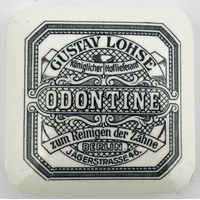 GUSTAV LOHSE
Königlicher Hoflieferant
ODONTINE
zum Reinigen der Zähne
BERLIN
JÄGERSTRASSE 46